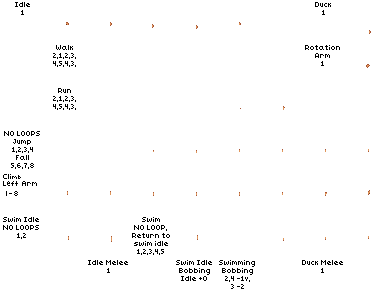 Idle
1
Duck
1
Walk
2,1,2,3,
4,5,4,3,
Rotation
Arm
1
Run
2,1,2,3,
4,5,4,3,
NO LOOPS
Jump
1,2,3,4
Fall
5,6,7,8
Climb
Left Arm
1-8
Swim Idle
NO LOOPS
1,2
Swim
NO LOOP,
Return to
swim idle
1,2,3,4,5
Idle Melee
1
Swim Idle
Bobbing
Idle +0
Swimming
Bobbing
2,4 -1v,
3 -2
Duck Melee
1